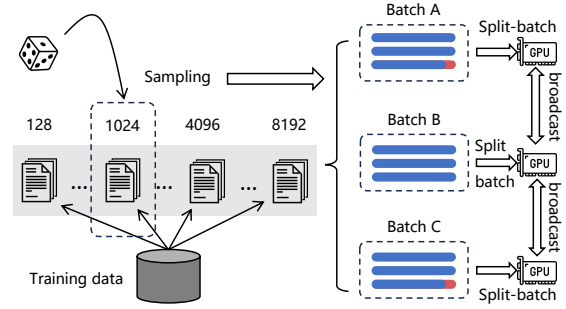 Batch A
Split-batch
GPU
Sampling
broadcast
128
1024
4096
8192
...
...
...
Batch B
Split
batch
GPU
broadcast
Batch C
Training data
GPU
Split-batch